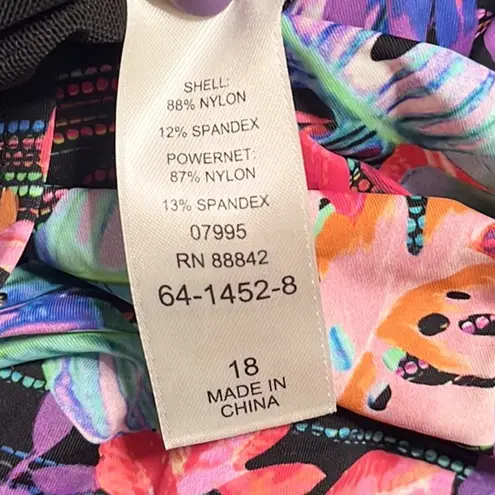 SHELL:
88% NYLON
12% SPANDEX
POWERNET:
87% NYLON
13% SPANDEX
07995
RN 88842
64-1452-8
18
MADE IN
CHINA